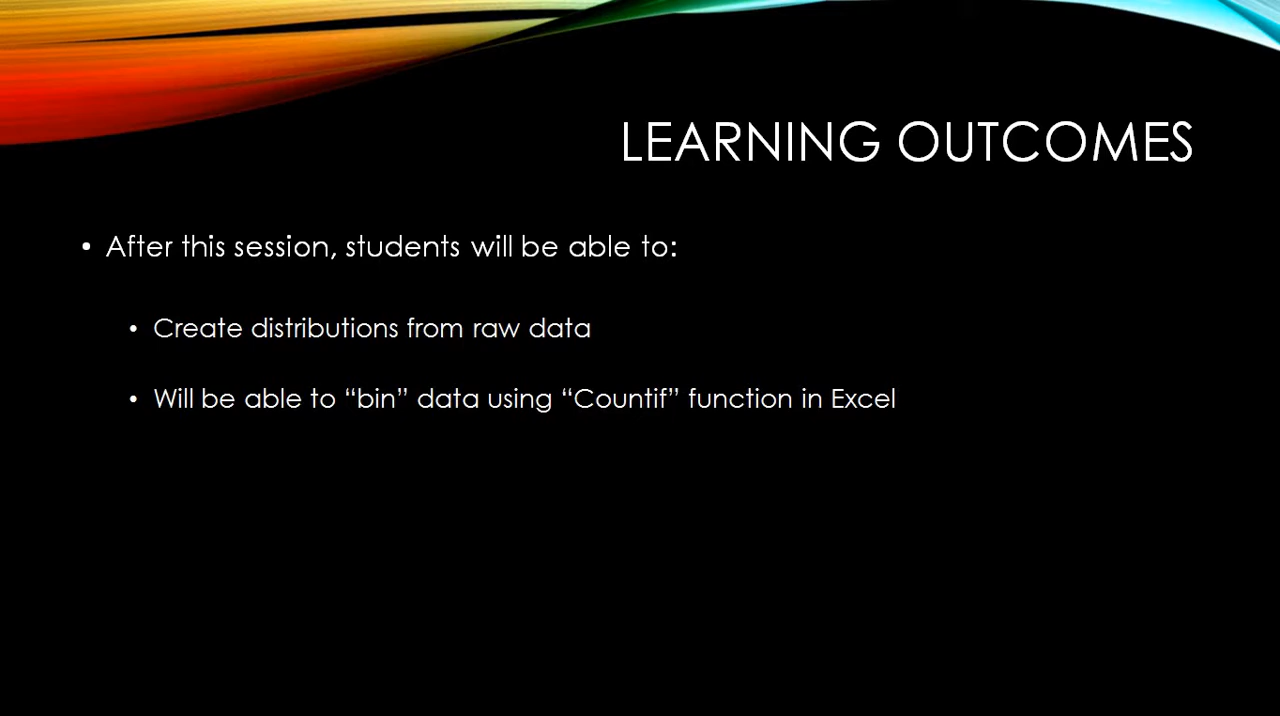 LEARNING OUTCOMES
• After this session, students will be able to:
• Create distributions from raw data
• Will be able to “bin” data using “Countif” function in Excel